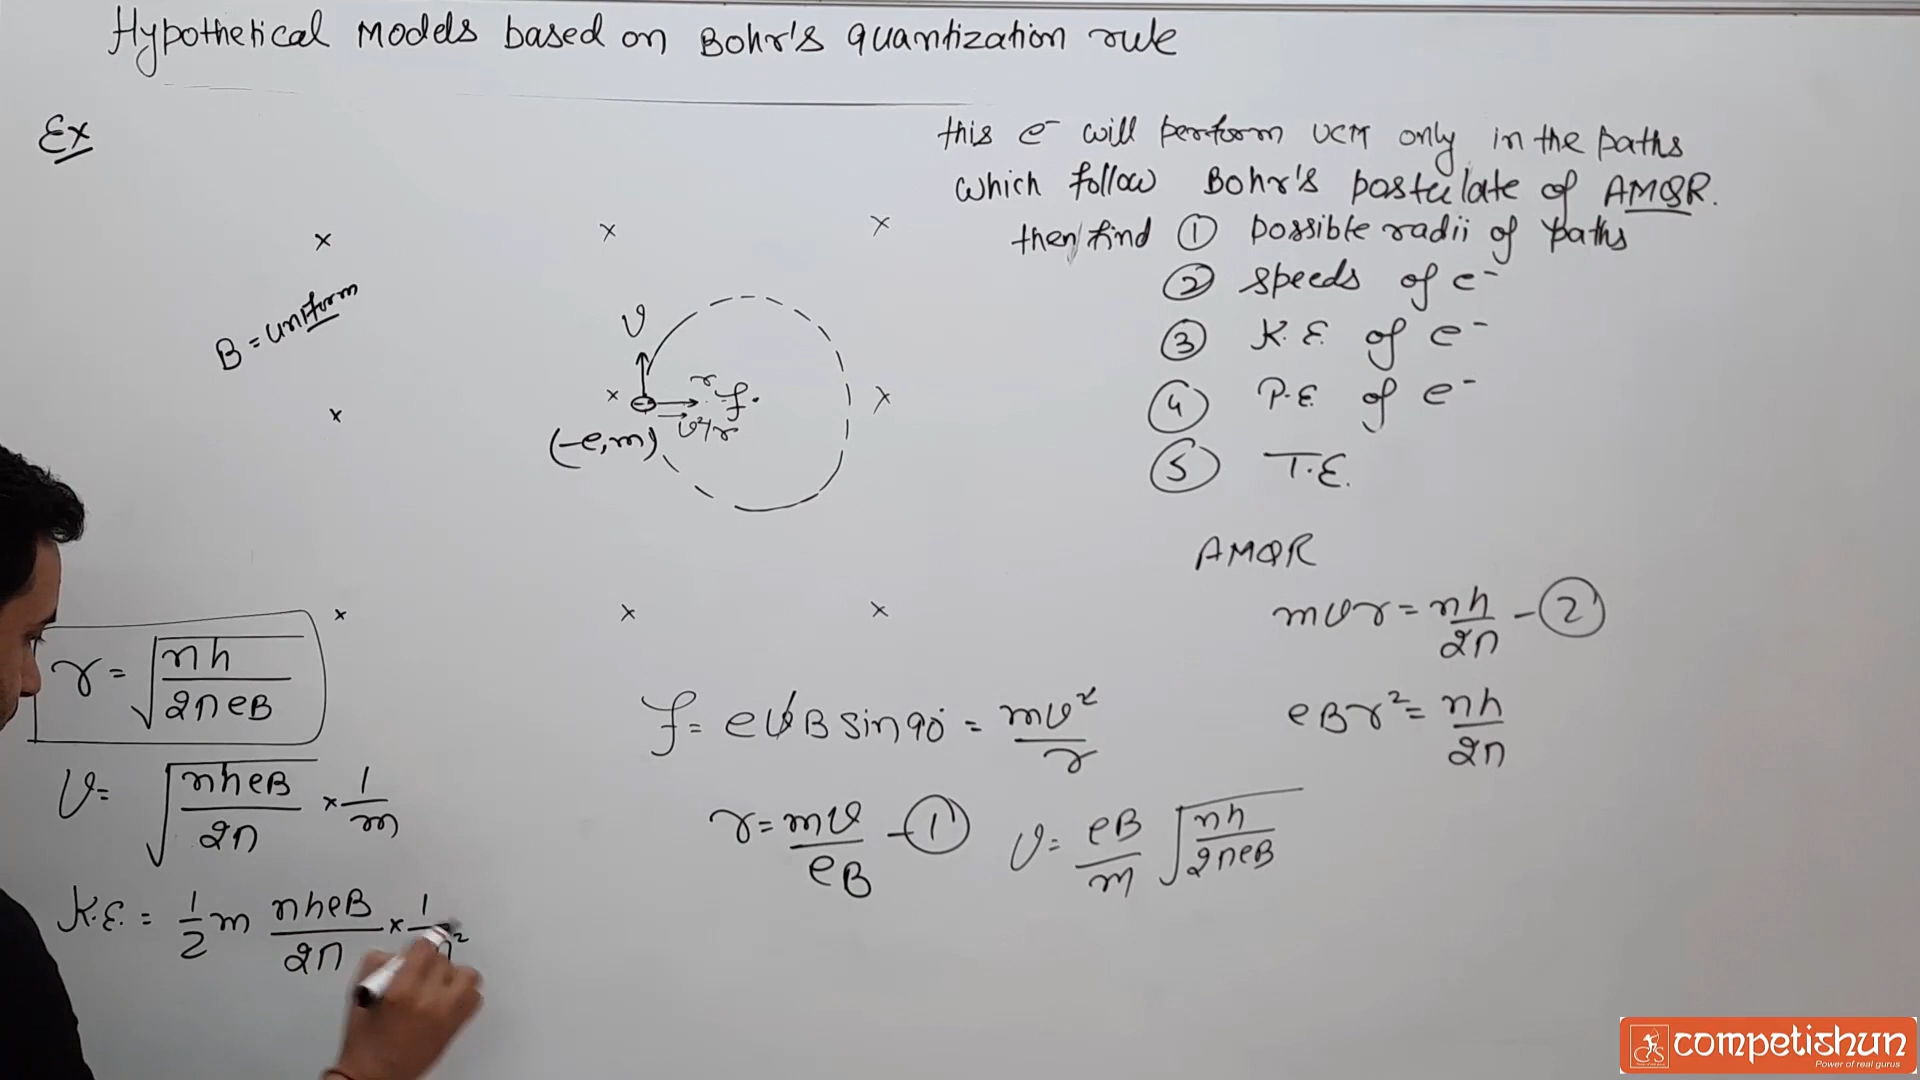 Hypothetical Models based on Bohr's quantization rule
Ex
this e⁻ will perform UCM only in the paths
which follow Bohr's postulate of AMQR.
then find ① possible radii of paths
② speeds of e⁻
③ K.E. of e⁻
④ P.E of e⁻
⑤ T.E.
× × ×
B = uniform
v
× r f. ×
v²/r
(-e, m)
×
× × ×
AMQR
mvr = nh/2π - ②
eBr² = nh/2π
f = evB sin90 = mv²/r
r = mv/eB - ①
v = eB/m √(nh/2πeB)
r = √(nh/2πeB)
v = √(nheB/2π) × 1/m
K.E. = 1/2 m nheB/2π × 1/m²
competishun
Power of real gurus